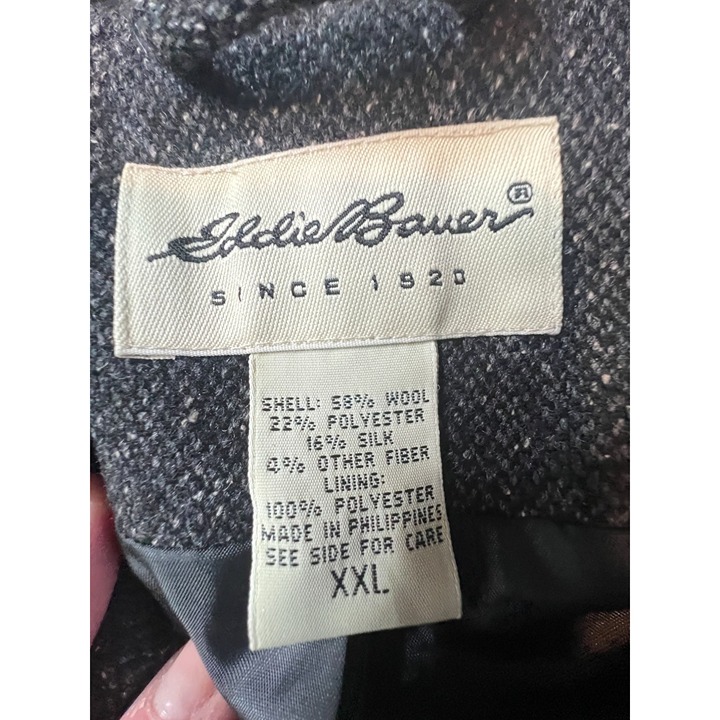 Eddie Bauer®
SINCE 1920
SHELL: 58% WOOL
22% POLYESTER
16% SILK
4% OTHER FIBER
LINING:
100% POLYESTER
MADE IN PHILIPPINES
SEE SIDE FOR CARE
XXL